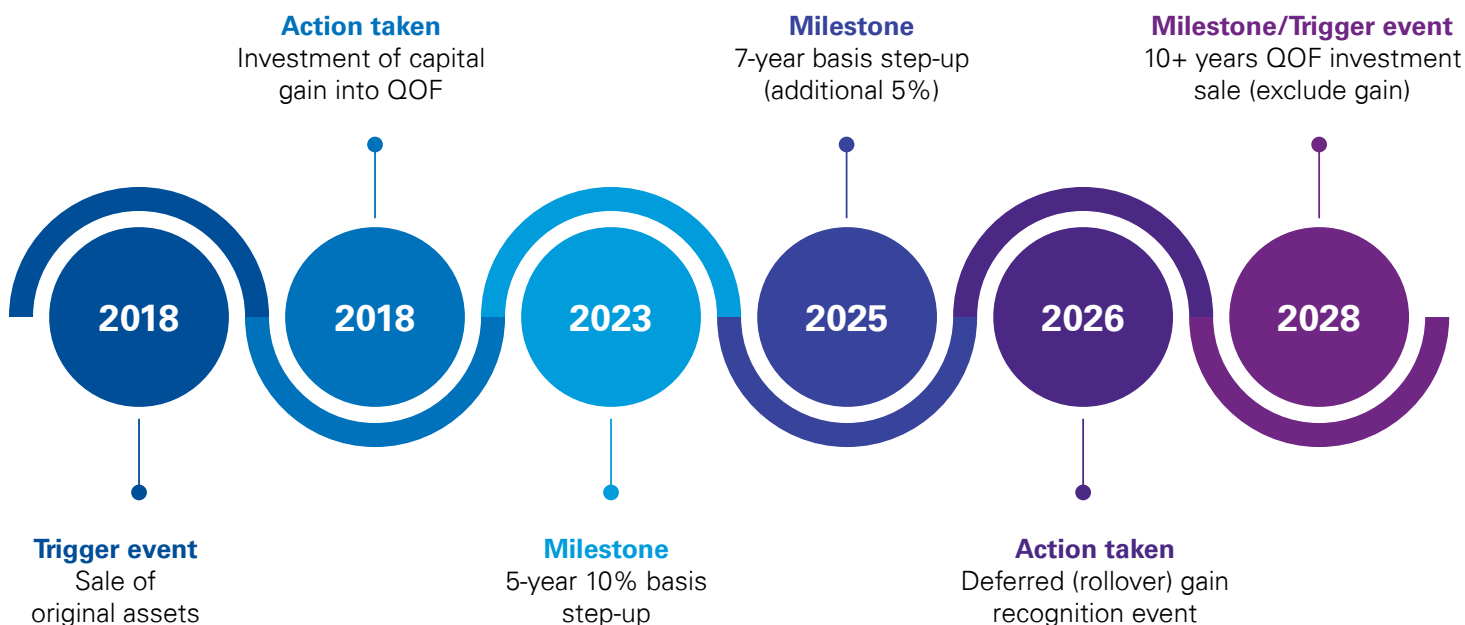 Action taken
Investment of capital
gain into QOF
Milestone
7-year basis step-up
(additional 5%)
Milestone/Trigger event
10+ years QOF investment
sale (exclude gain)
2018
2018
2023
2025
2026
2028
Trigger event
Sale of
original assets
Milestone
5-year 10% basis
step-up
Action taken
Deferred (rollover) gain
recognition event